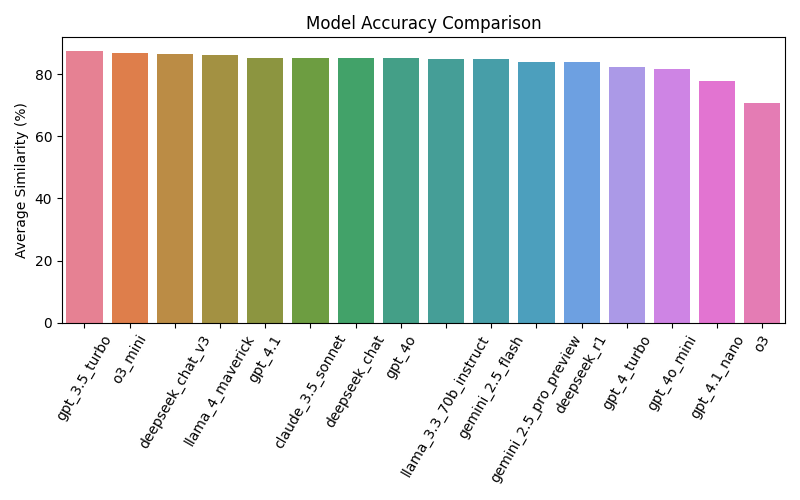 Model Accuracy Comparison
Average Similarity (%)
80
60
40
20
0
gpt_3.5_turbo
o3_mini
deepseek_chat_v3
llama_4_maverick
gpt_4.1
claude_3.5_sonnet
deepseek_chat
gpt_4o
llama_3.3_70b_instruct
gemini_2.5_flash
gemini_2.5_pro_preview
deepseek_r1
gpt_4_turbo
gpt_4o_mini
gpt_4.1_nano
o3